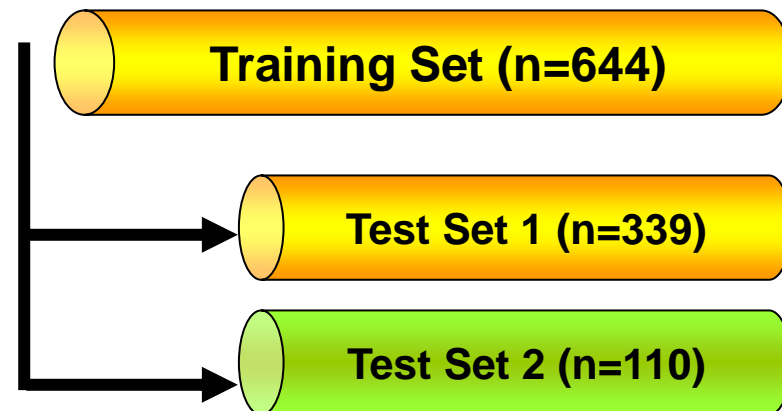 Training Set (n=644)
Test Set 1 (n=339)
Test Set 2 (n=110)